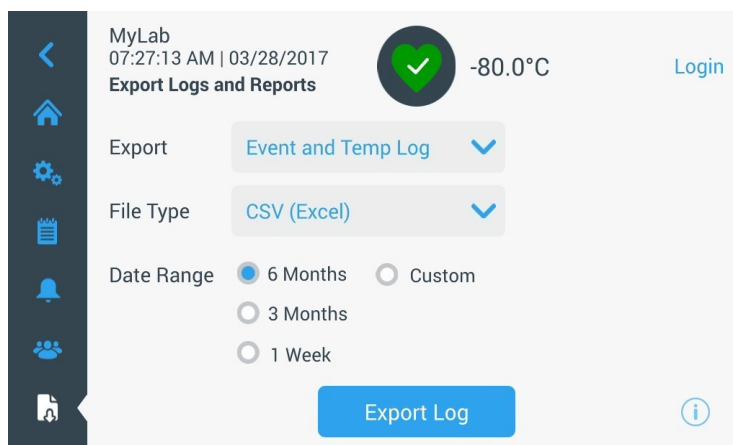 MyLab
07:27:13 AM | 03/28/2017
Export Logs and Reports
-80.0°C
Login
Export
Event and Temp Log
File Type
CSV (Excel)
Date Range
6 Months
Custom
3 Months
1 Week
Export Log
i